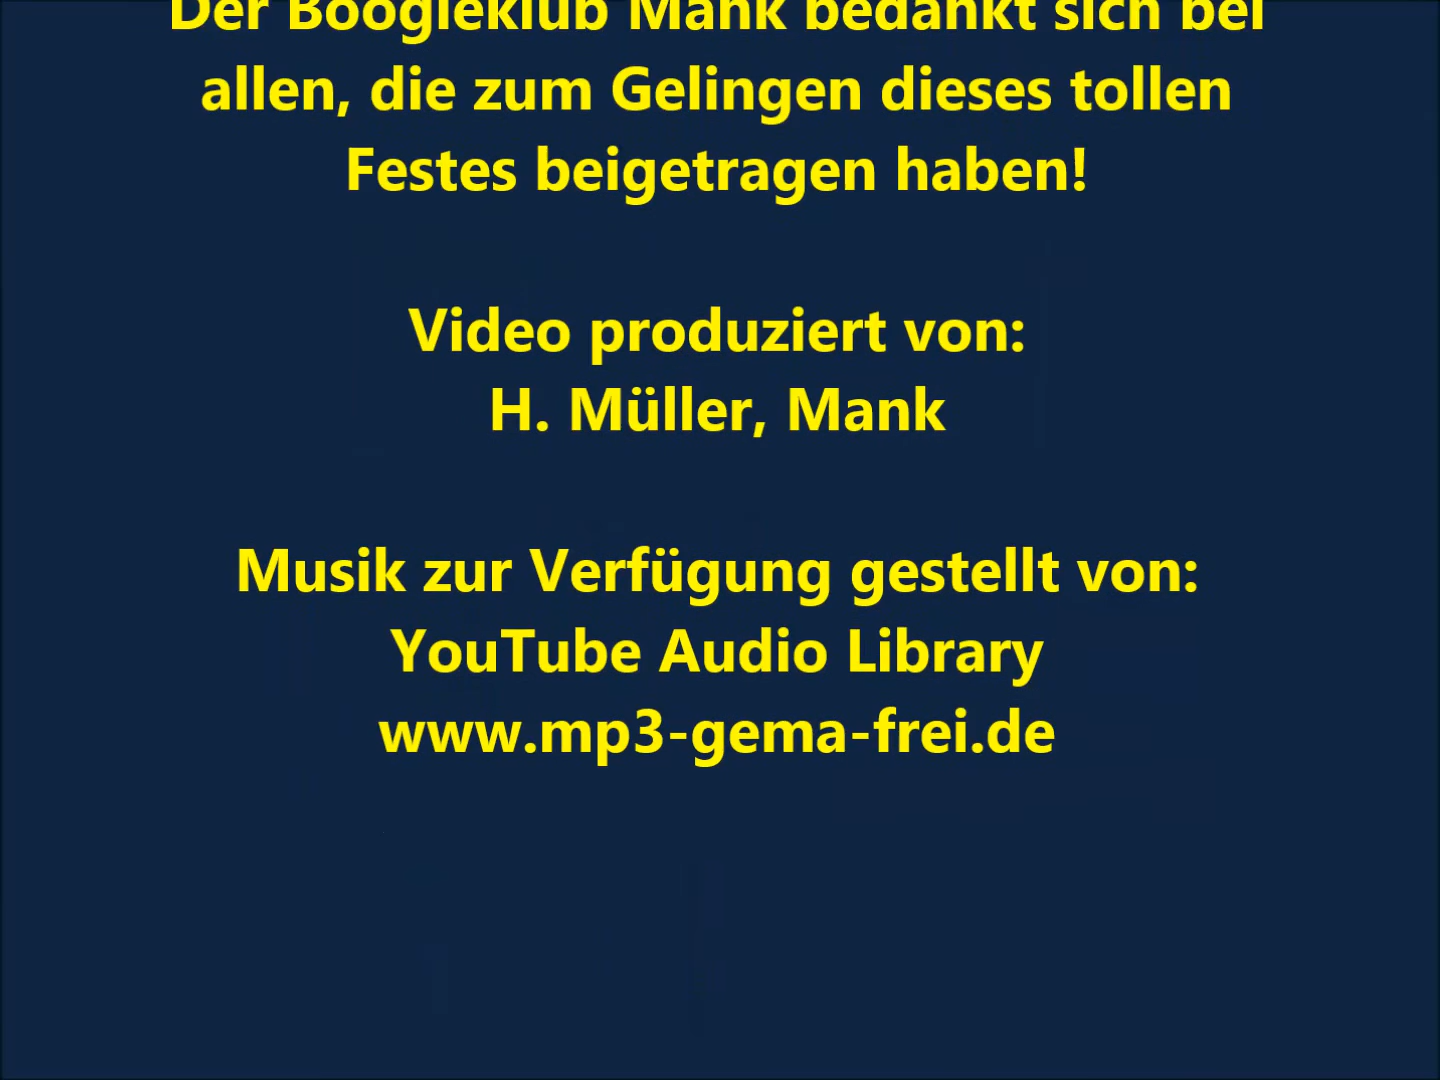 Der Boogieklub Mank bedankt sich bei
allen, die zum Gelingen dieses tollen
Festes beigetragen haben!
Video produziert von:
H. Müller, Mank
Musik zur Verfügung gestellt von:
YouTube Audio Library
www.mp3-gema-frei.de